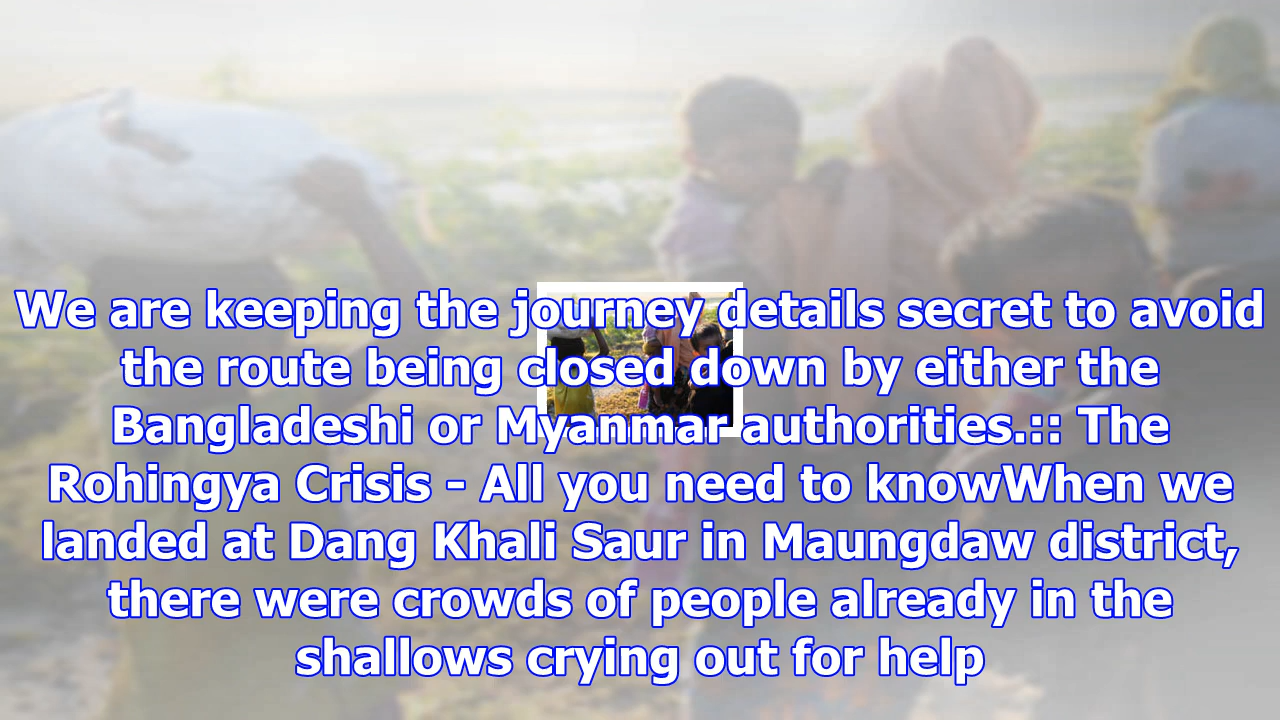 We are keeping the journey details secret to avoid
the route being closed down by either the
Bangladeshi or Myanmar authorities.:: The
Rohingya Crisis - All you need to knowWhen we
landed at Dang Khali Saur in Maungdaw district,
there were crowds of people already in the
shallows crying out for help